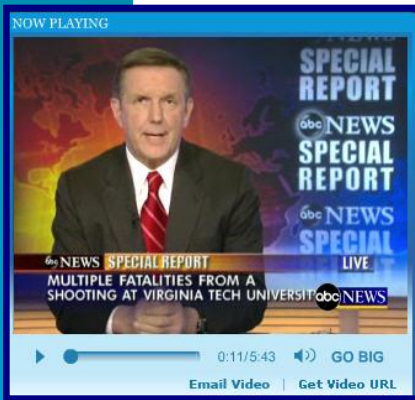 NOW PLAYING
NEWS
SPECIAL
REPORT
abc NEWS
SPECIAL
REPORT
abc NEWS
SPECIAL
abc NEWS SPECIAL REPORT LIVE
MULTIPLE FATALITIES FROM A
SHOOTING AT VIRGINIA TECH UNIVERSIT
abc NEWS
0:11/5:43 GO BIG
Email Video | Get Video URL